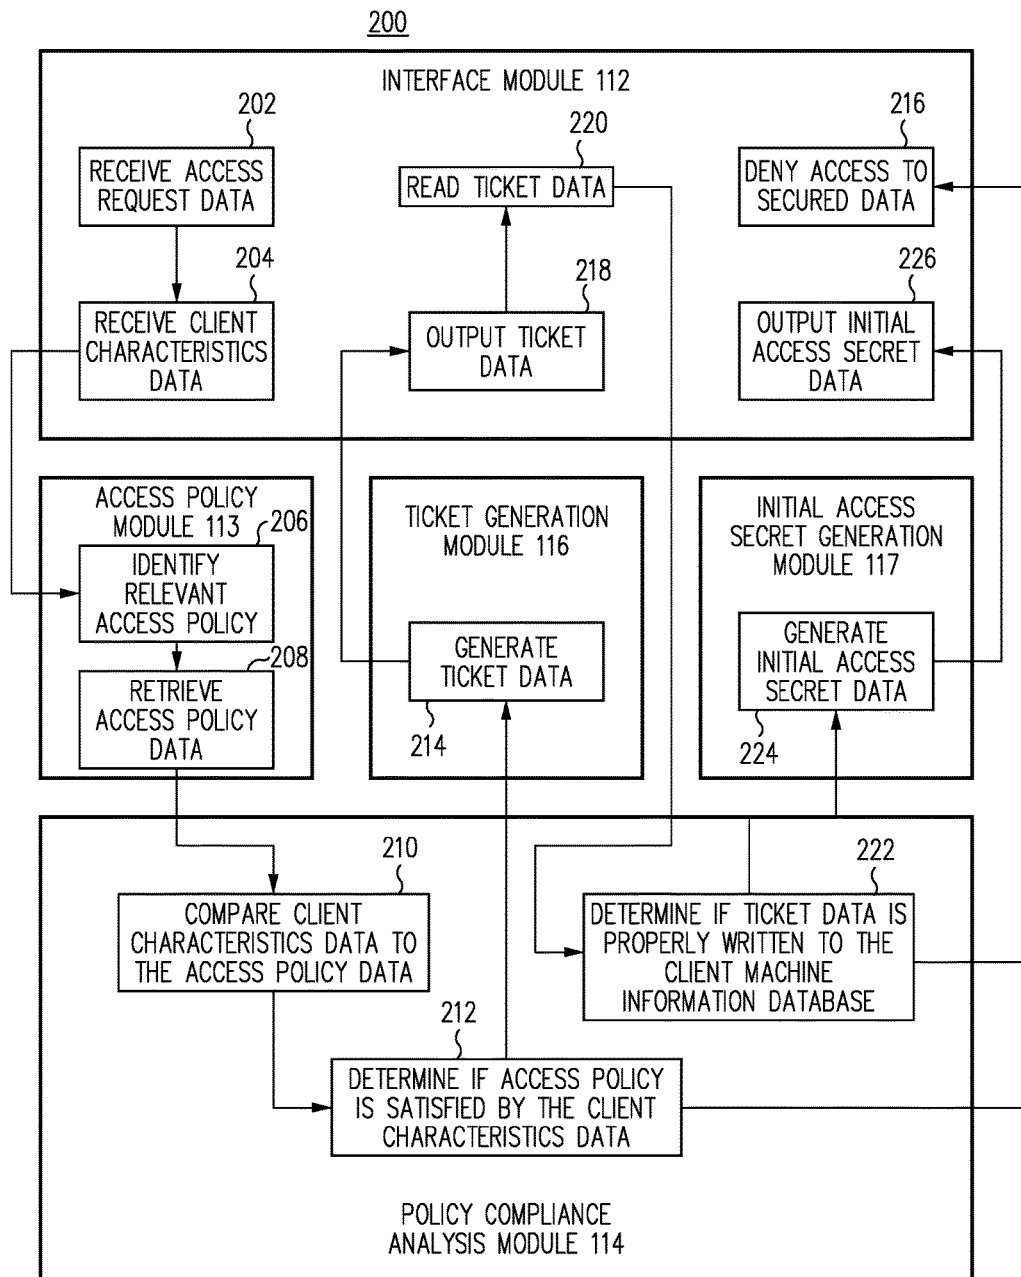 200
INTERFACE MODULE 112
202
RECEIVE ACCESS
REQUEST DATA
204
RECEIVE CLIENT
CHARACTERISTICS
DATA
220
READ TICKET DATA
218
OUTPUT TICKET
DATA
216
DENY ACCESS TO
SECURED DATA
226
OUTPUT INITIAL
ACCESS SECRET
DATA
ACCESS POLICY
MODULE 113
206
IDENTIFY
RELEVANT
ACCESS POLICY
208
RETRIEVE
ACCESS POLICY
DATA
TICKET GENERATION
MODULE 116
GENERATE
TICKET DATA
214
INITIAL ACCESS
SECRET GENERATION
MODULE 117
GENERATE
INITIAL ACCESS
SECRET DATA
224
210
COMPARE CLIENT
CHARACTERISTICS DATA TO
THE ACCESS POLICY DATA
222
DETERMINE IF TICKET DATA IS
PROPERLY WRITTEN TO THE
CLIENT MACHINE
INFORMATION DATABASE
212
DETERMINE IF ACCESS POLICY
IS SATISFIED BY THE CLIENT
CHARACTERISTICS DATA
POLICY COMPLIANCE
ANALYSIS MODULE 114